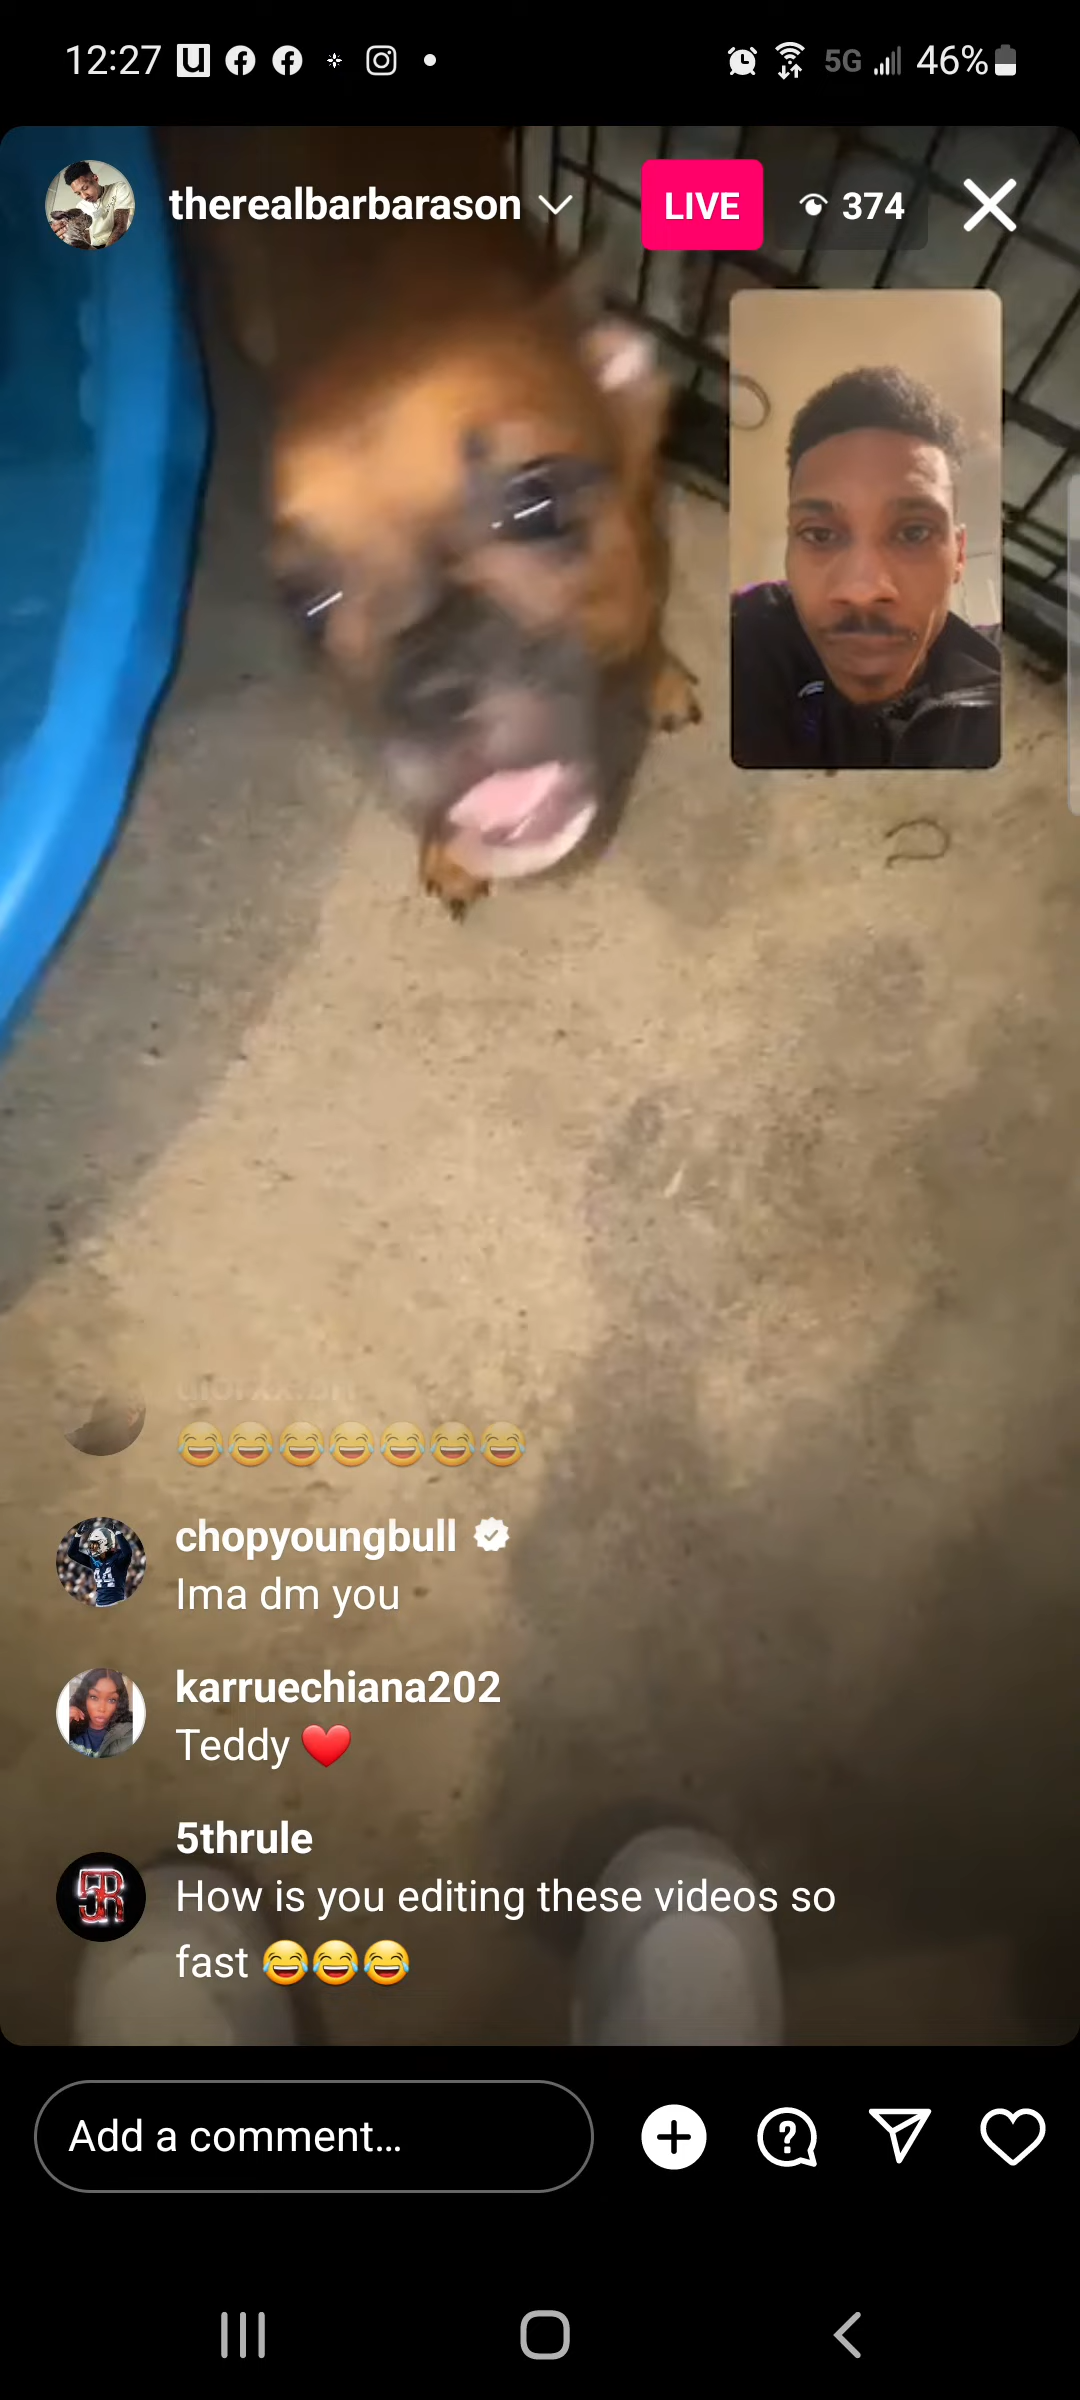 12:27
5G
46%
therealbarbarason
LIVE
374
😂😂😂😂😂😂😂
chopyoungbull
Ima dm you
karruechiana202
Teddy ❤️
5thrule
How is you editing these videos so
fast 😂😂😂
Add a comment...